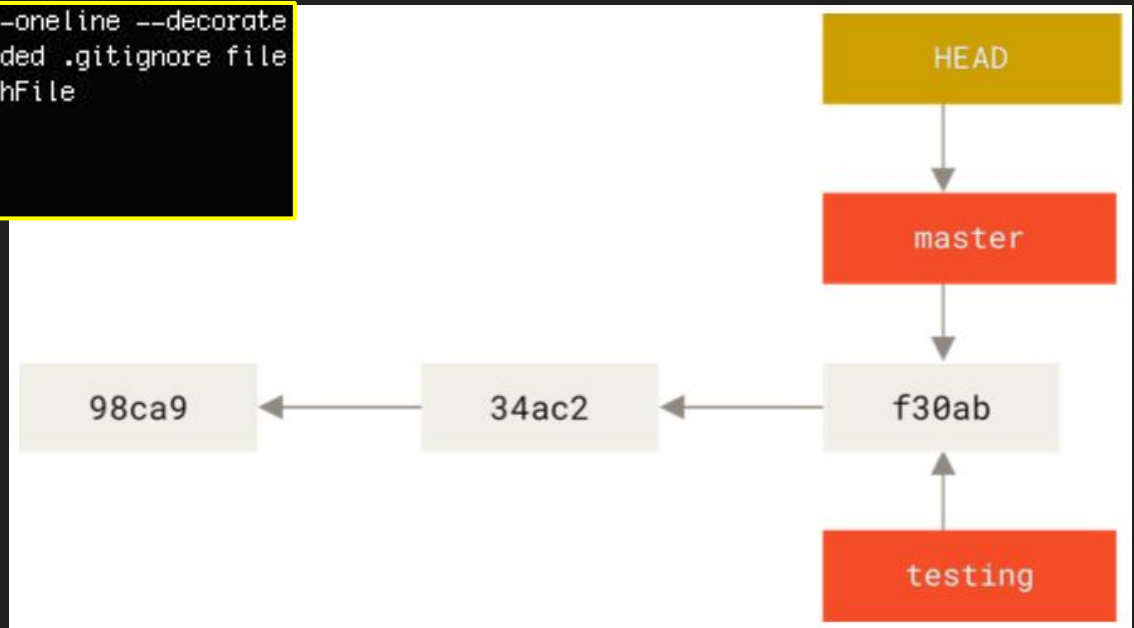 -oneline --decorate
ded .gitignore file
hFile
HEAD
master
98ca9 34ac2 f30ab
testing